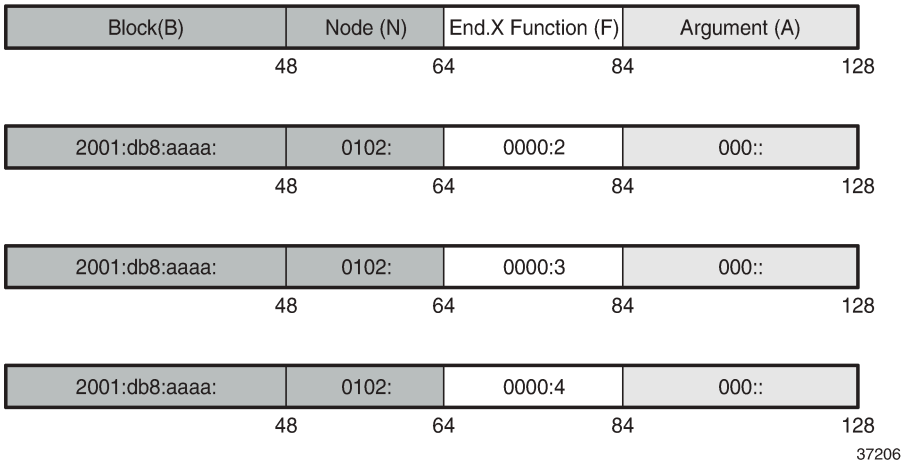 Block(B) Node (N) End.X Function (F) Argument (A)
48 64 84 128
2001:db8:aaaa: 0102: 0000:2 000::
48 64 84 128
2001:db8:aaaa: 0102: 0000:3 000::
48 64 84 128
2001:db8:aaaa: 0102: 0000:4 000::
48 64 84 128
37206